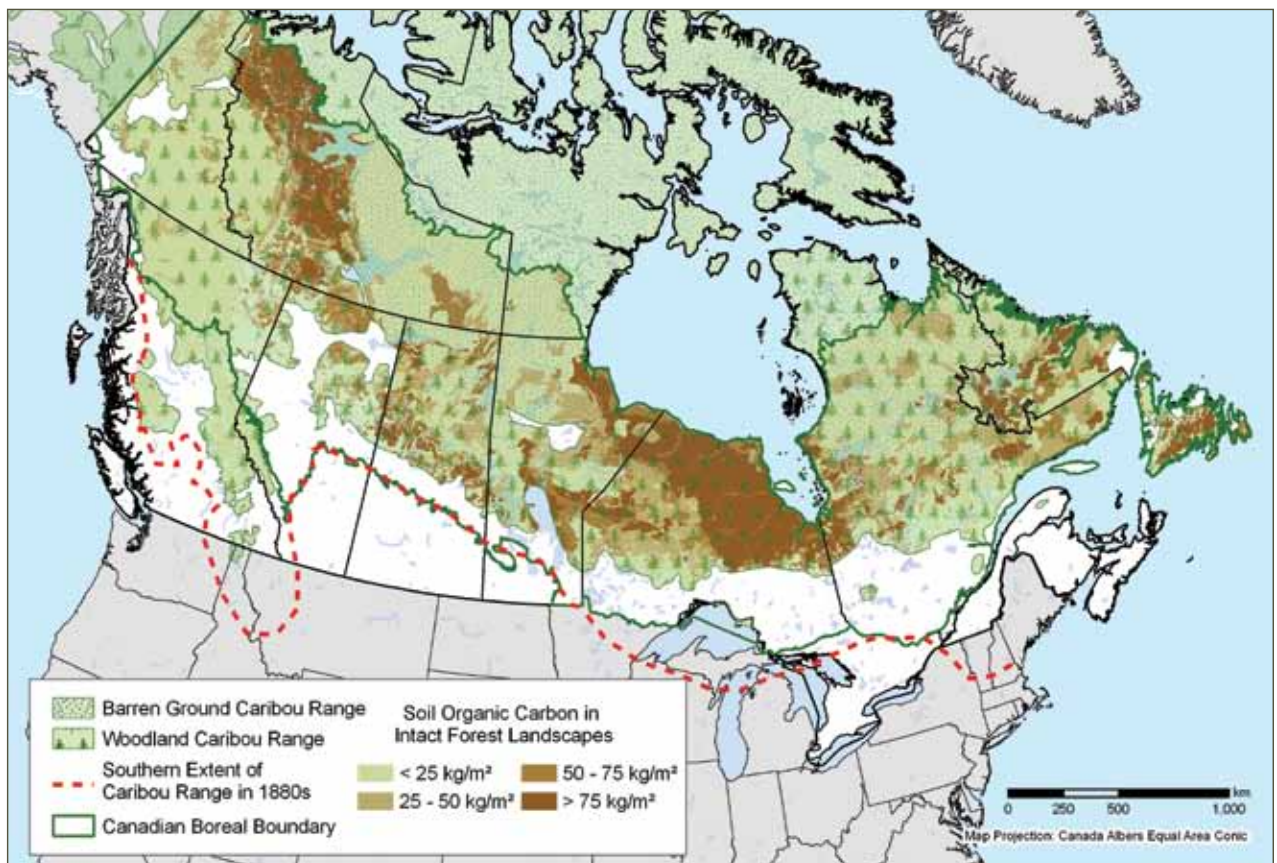 Barren Ground Caribou Range
Woodland Caribou Range
Southern Extent of
Caribou Range in 1880s
Canadian Boreal Boundary
Soil Organic Carbon in
Intact Forest Landscapes
< 25 kg/m²
50 - 75 kg/m²
25 - 50 kg/m²
> 75 kg/m²
km
0 250 500 1,000
Map Projection: Canada Albers Equal Area Conic